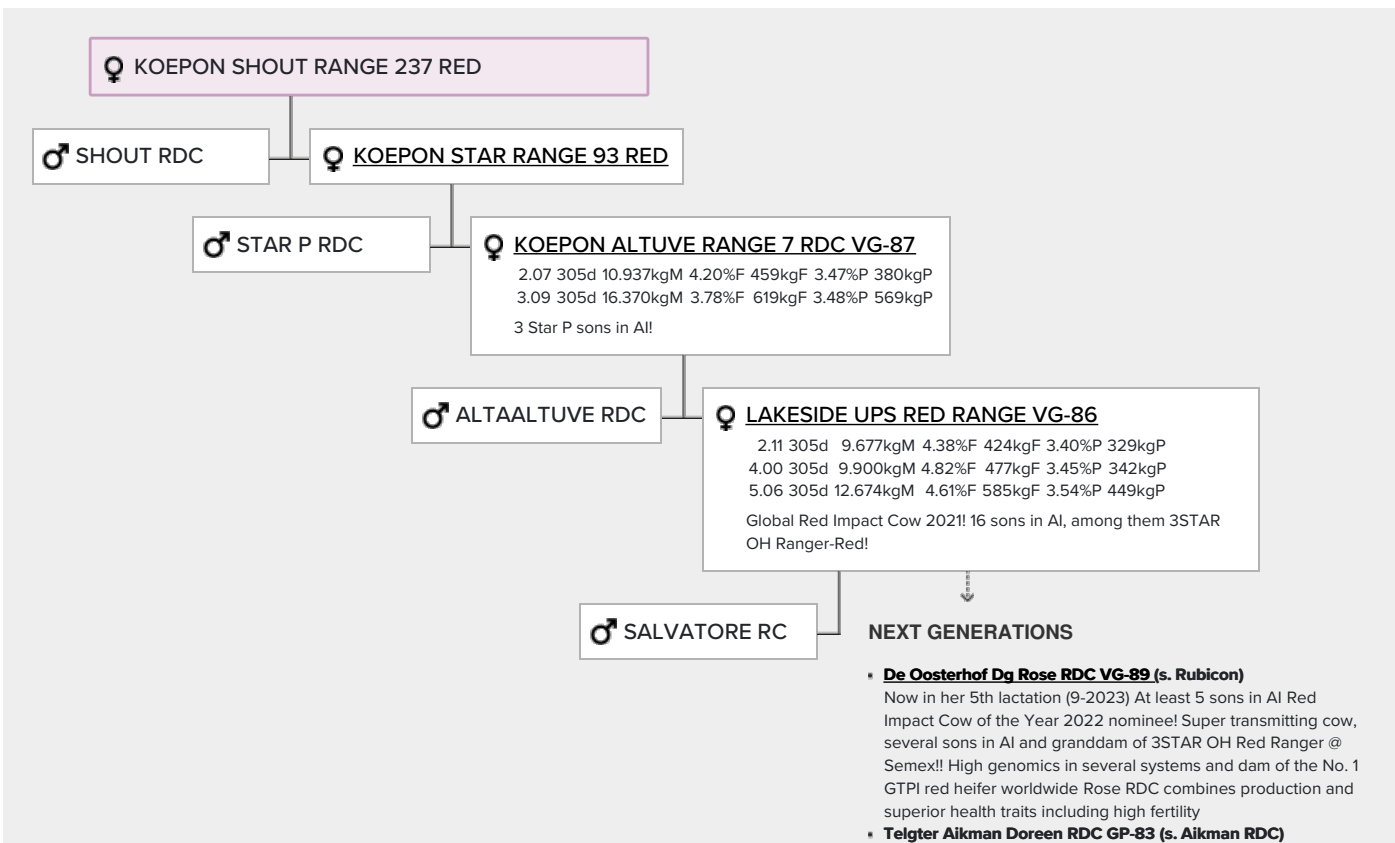 KOEPON SHOUT RANGE 237 RED
SHOUT RDC
KOEPON STAR RANGE 93 RED
STAR P RDC
KOEPON ALTUVE RANGE 7 RDC VG-87
2.07 305d 10.937kgM 4.20%F 459kgF 3.47%P 380kgP
3.09 305d 16.370kgM 3.78%F 619kgF 3.48%P 569kgP
3 Star P sons in AI!
ALTAALTUVE RDC
LAKESIDE UPS RED RANGE VG-86
2.11 305d 9.677kgM 4.38%F 424kgF 3.40%P 329kgP
4.00 305d 9.900kgM 4.82%F 477kgF 3.45%P 342kgP
5.06 305d 12.674kgM 4.61%F 585kgF 3.54%P 449kgP
Global Red Impact Cow 2021! 16 sons in AI, among them 3STAR
OH Ranger-Red!
SALVATORE RC
NEXT GENERATIONS
De Oosterhof Dg Rose RDC VG-89 (s. Rubicon)
Now in her 5th lactation (9-2023) At least 5 sons in AI Red
Impact Cow of the Year 2022 nominee! Super transmitting cow,
several sons in AI and granddam of 3STAR OH Red Ranger @
Semex!! High genomics in several systems and dam of the No. 1
GTPI red heifer worldwide Rose RDC combines production and
superior health traits including high fertility
Telgter Aikman Doreen RDC GP-83 (s. Aikman RDC)